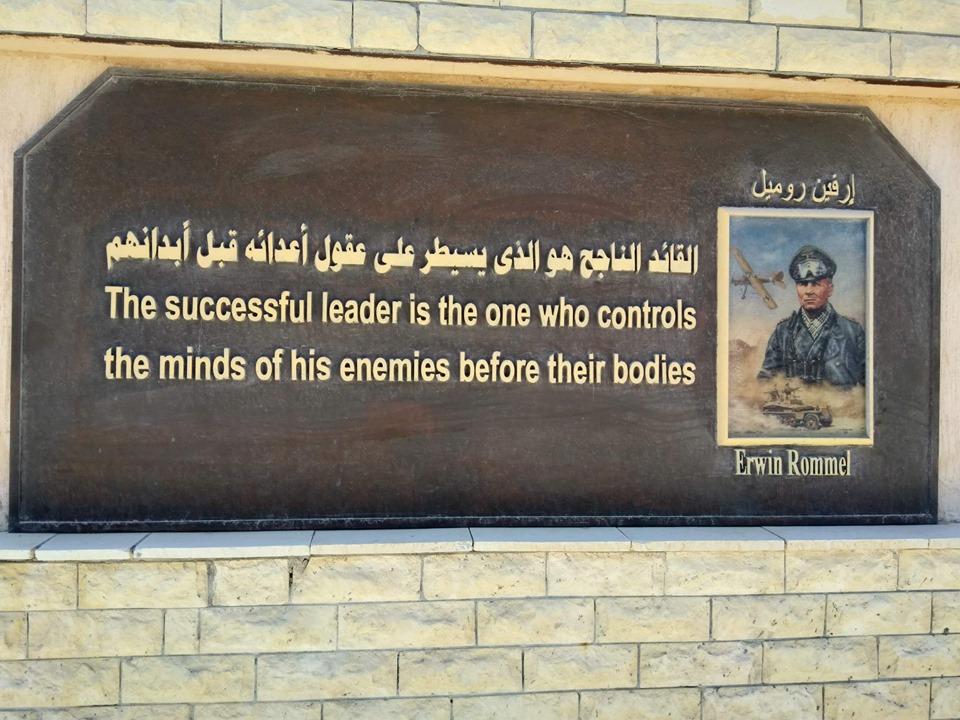 إرفين روميل
القائد الناجح هو الذى يسيطر على عقول أعدائه قبل أبدانهم
The successful leader is the one who controls
the minds of his enemies before their bodies
Erwin Rommel